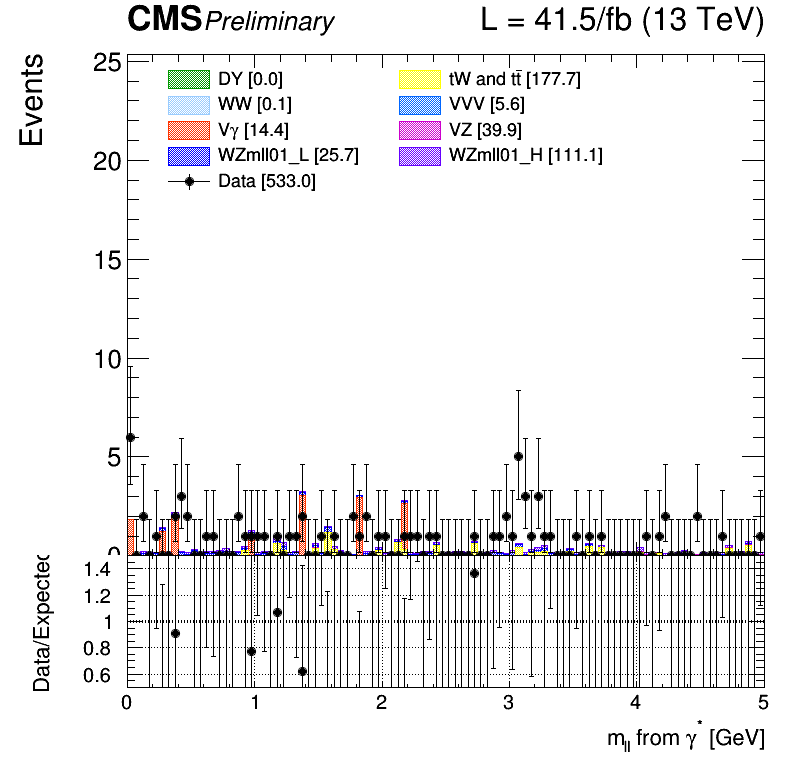 CMS Preliminary L = 41.5/fb (13 TeV)
Events
25
20
15
10
5
0
DY [0.0]
tW and tt̄ [177.7]
WW [0.1]
VVV [5.6]
Vγ [14.4]
VZ [39.9]
WZmll01_L [25.7]
WZmll01_H [111.1]
Data [533.0]
Data/Expected
1.4
1.2
1
0.8
0.6
0 1 2 3 4 5
m_ll from γ* [GeV]